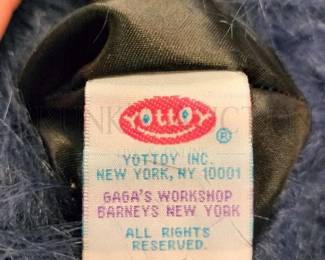 YOTTOY
®
YOTTOY INC.
NEW YORK, NY 10001
GAGA'S WORKSHOP
BARNEYS NEW YORK
ALL RIGHTS
RESERVED.